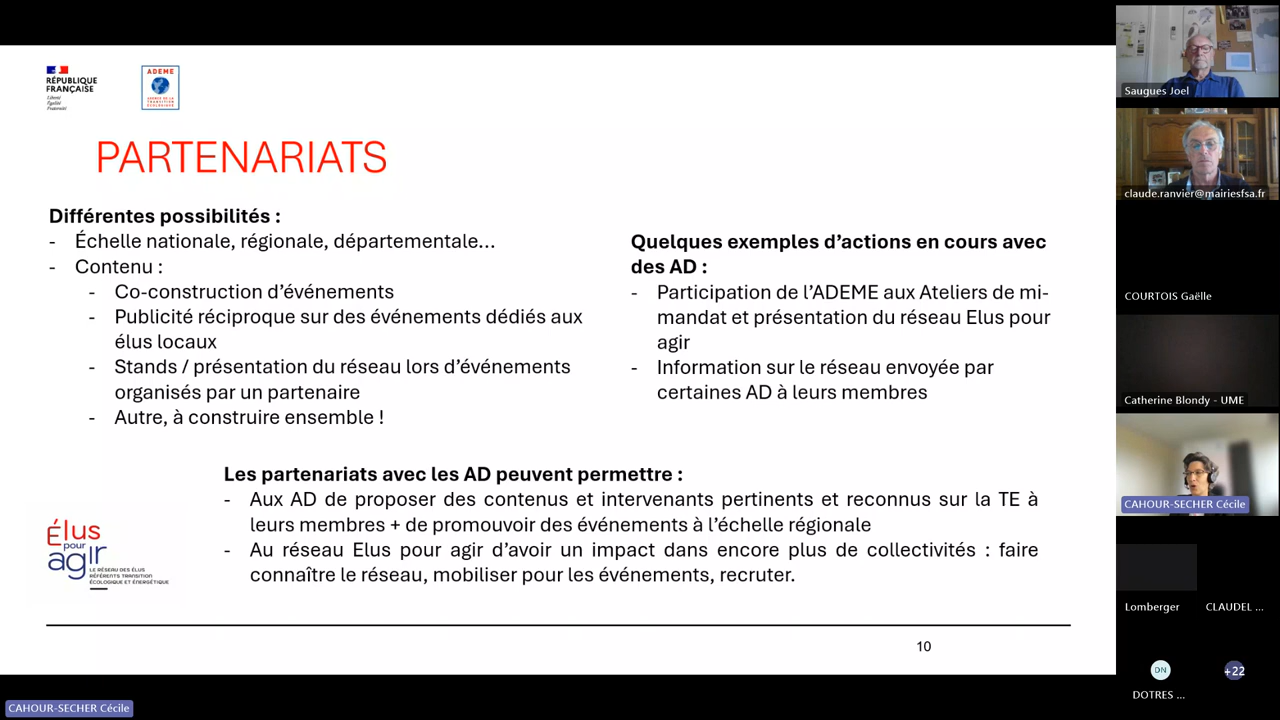 RÉPUBLIQUE
FRANÇAISE
Liberté
Égalité
Fraternité
ADEME
AGENCE DE LA
TRANSITION
ÉCOLOGIQUE
PARTENARIATS
Différentes possibilités :
- Échelle nationale, régionale, départementale...
- Contenu :
- Co-construction d’événements
- Publicité réciproque sur des événements dédiés aux
élus locaux
- Stands / présentation du réseau lors d’événements
organisés par un partenaire
- Autre, à construire ensemble !
Quelques exemples d’actions en cours avec
des AD :
- Participation de l’ADEME aux Ateliers de mi-
mandat et présentation du réseau Elus pour
agir
- Information sur le réseau envoyée par
certaines AD à leurs membres
Les partenariats avec les AD peuvent permettre :
- Aux AD de proposer des contenus et intervenants pertinents et reconnus sur la TE à
leurs membres + de promouvoir des événements à l’échelle régionale
- Au réseau Elus pour agir d’avoir un impact dans encore plus de collectivités : faire
connaître le réseau, mobiliser pour les événements, recruter.
Élus
pour
agir
LE RÉSEAU DES ÉLUS
RÉFÉRENTS TRANSITION
ÉCOLOGIQUE ET ÉNERGÉTIQUE
10
CAHOUR-SECHER Cécile
Saugues Joel
claude.ranvier@mairiesfsa.fr
COURTOIS Gaëlle
Catherine Blondy - UME
CAHOUR-SECHER Cécile
Lomberger
CLAUDEL ...
DN
+22
DOTRES ...